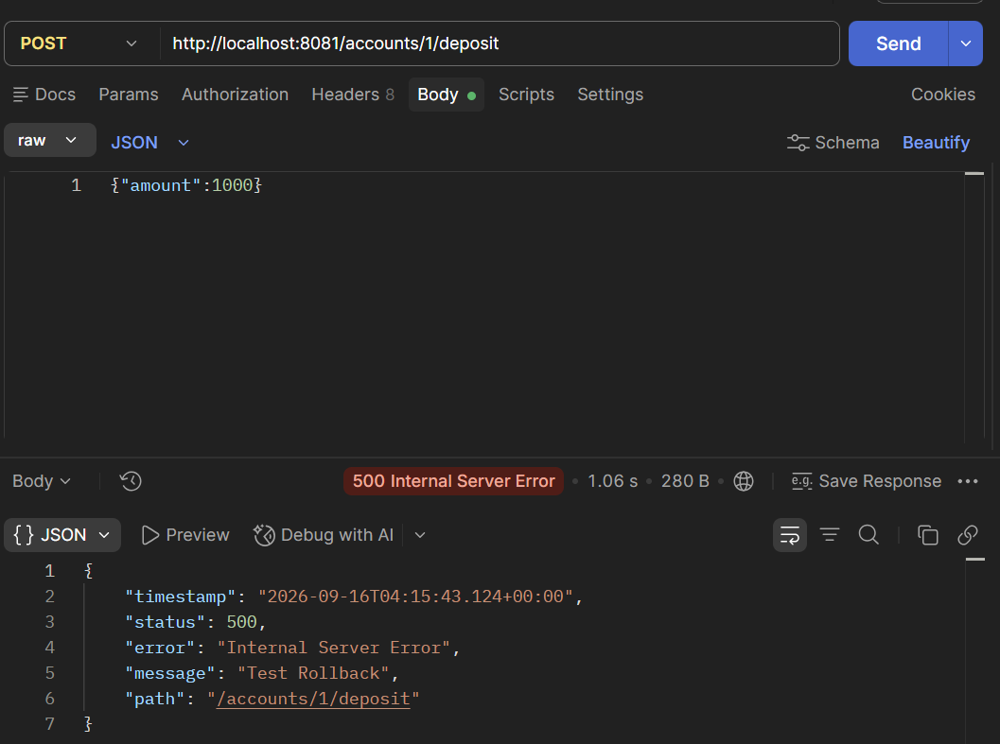 POST http://localhost:8081/accounts/1/deposit Send
Docs Params Authorization Headers 8 Body Scripts Settings Cookies
raw JSON Schema Beautify
1 {"amount":1000}
Body 500 Internal Server Error 1.06 s 280 B e.g. Save Response
{} JSON Preview Debug with AI
1 {
2 "timestamp": "2026-09-16T04:15:43.124+00:00",
3 "status": 500,
4 "error": "Internal Server Error",
5 "message": "Test Rollback",
6 "path": "/accounts/1/deposit"
7 }